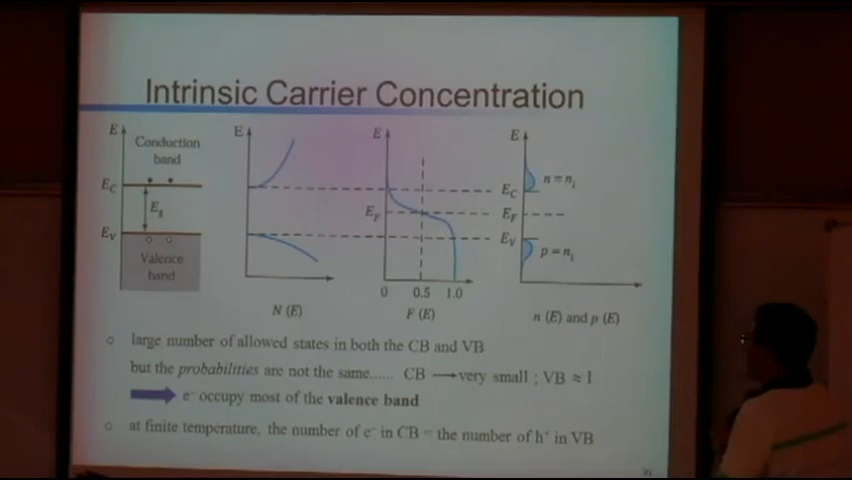 Intrinsic Carrier Concentration
E
Conduction
band
E_C
E_g
E_V
Valence
band
E
N (E)
E
E_F
0 0.5 1.0
F (E)
E
E_C
n = n_i
E_F
E_V
p = n_i
n (E) and p (E)
large number of allowed states in both the CB and VB
but the probabilities are not the same...... CB → very small ; VB ≈ 1
e⁻ occupy most of the valence band
at finite temperature, the number of e⁻ in CB = the number of h⁺ in VB